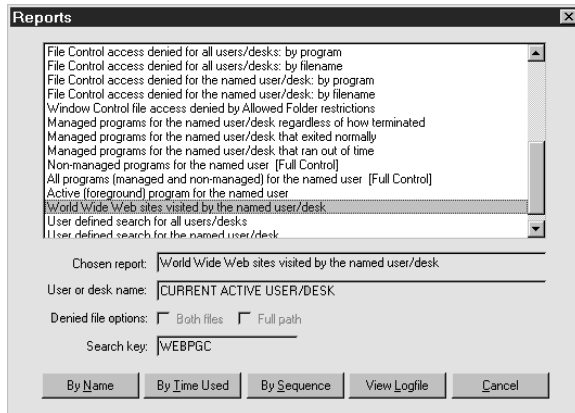 Reports
File Control access denied for all users/desks: by program
File Control access denied for all users/desks: by filename
File Control access denied for the named user/desk: by program
File Control access denied for the named user/desk: by filename
Window Control file access denied by Allowed Folder restrictions
Managed programs for the named user/desk regardless of how terminated
Managed programs for the named user/desk that exited normally
Managed programs for the named user/desk that ran out of time
Non-managed programs for the named user [Full Control]
All programs (managed and non-managed) for the named user [Full Control]
Active (foreground) program for the named user
World Wide Web sites visited by the named user/desk
User defined search for all users/desks
User defined search for the named user/desk
Chosen report: World Wide Web sites visited by the named user/desk
User or desk name: CURRENT ACTIVE USER/DESK
Denied file options: Both files Full path
Search key: WEBPGC
By Name By Time Used By Sequence View Logfile Cancel